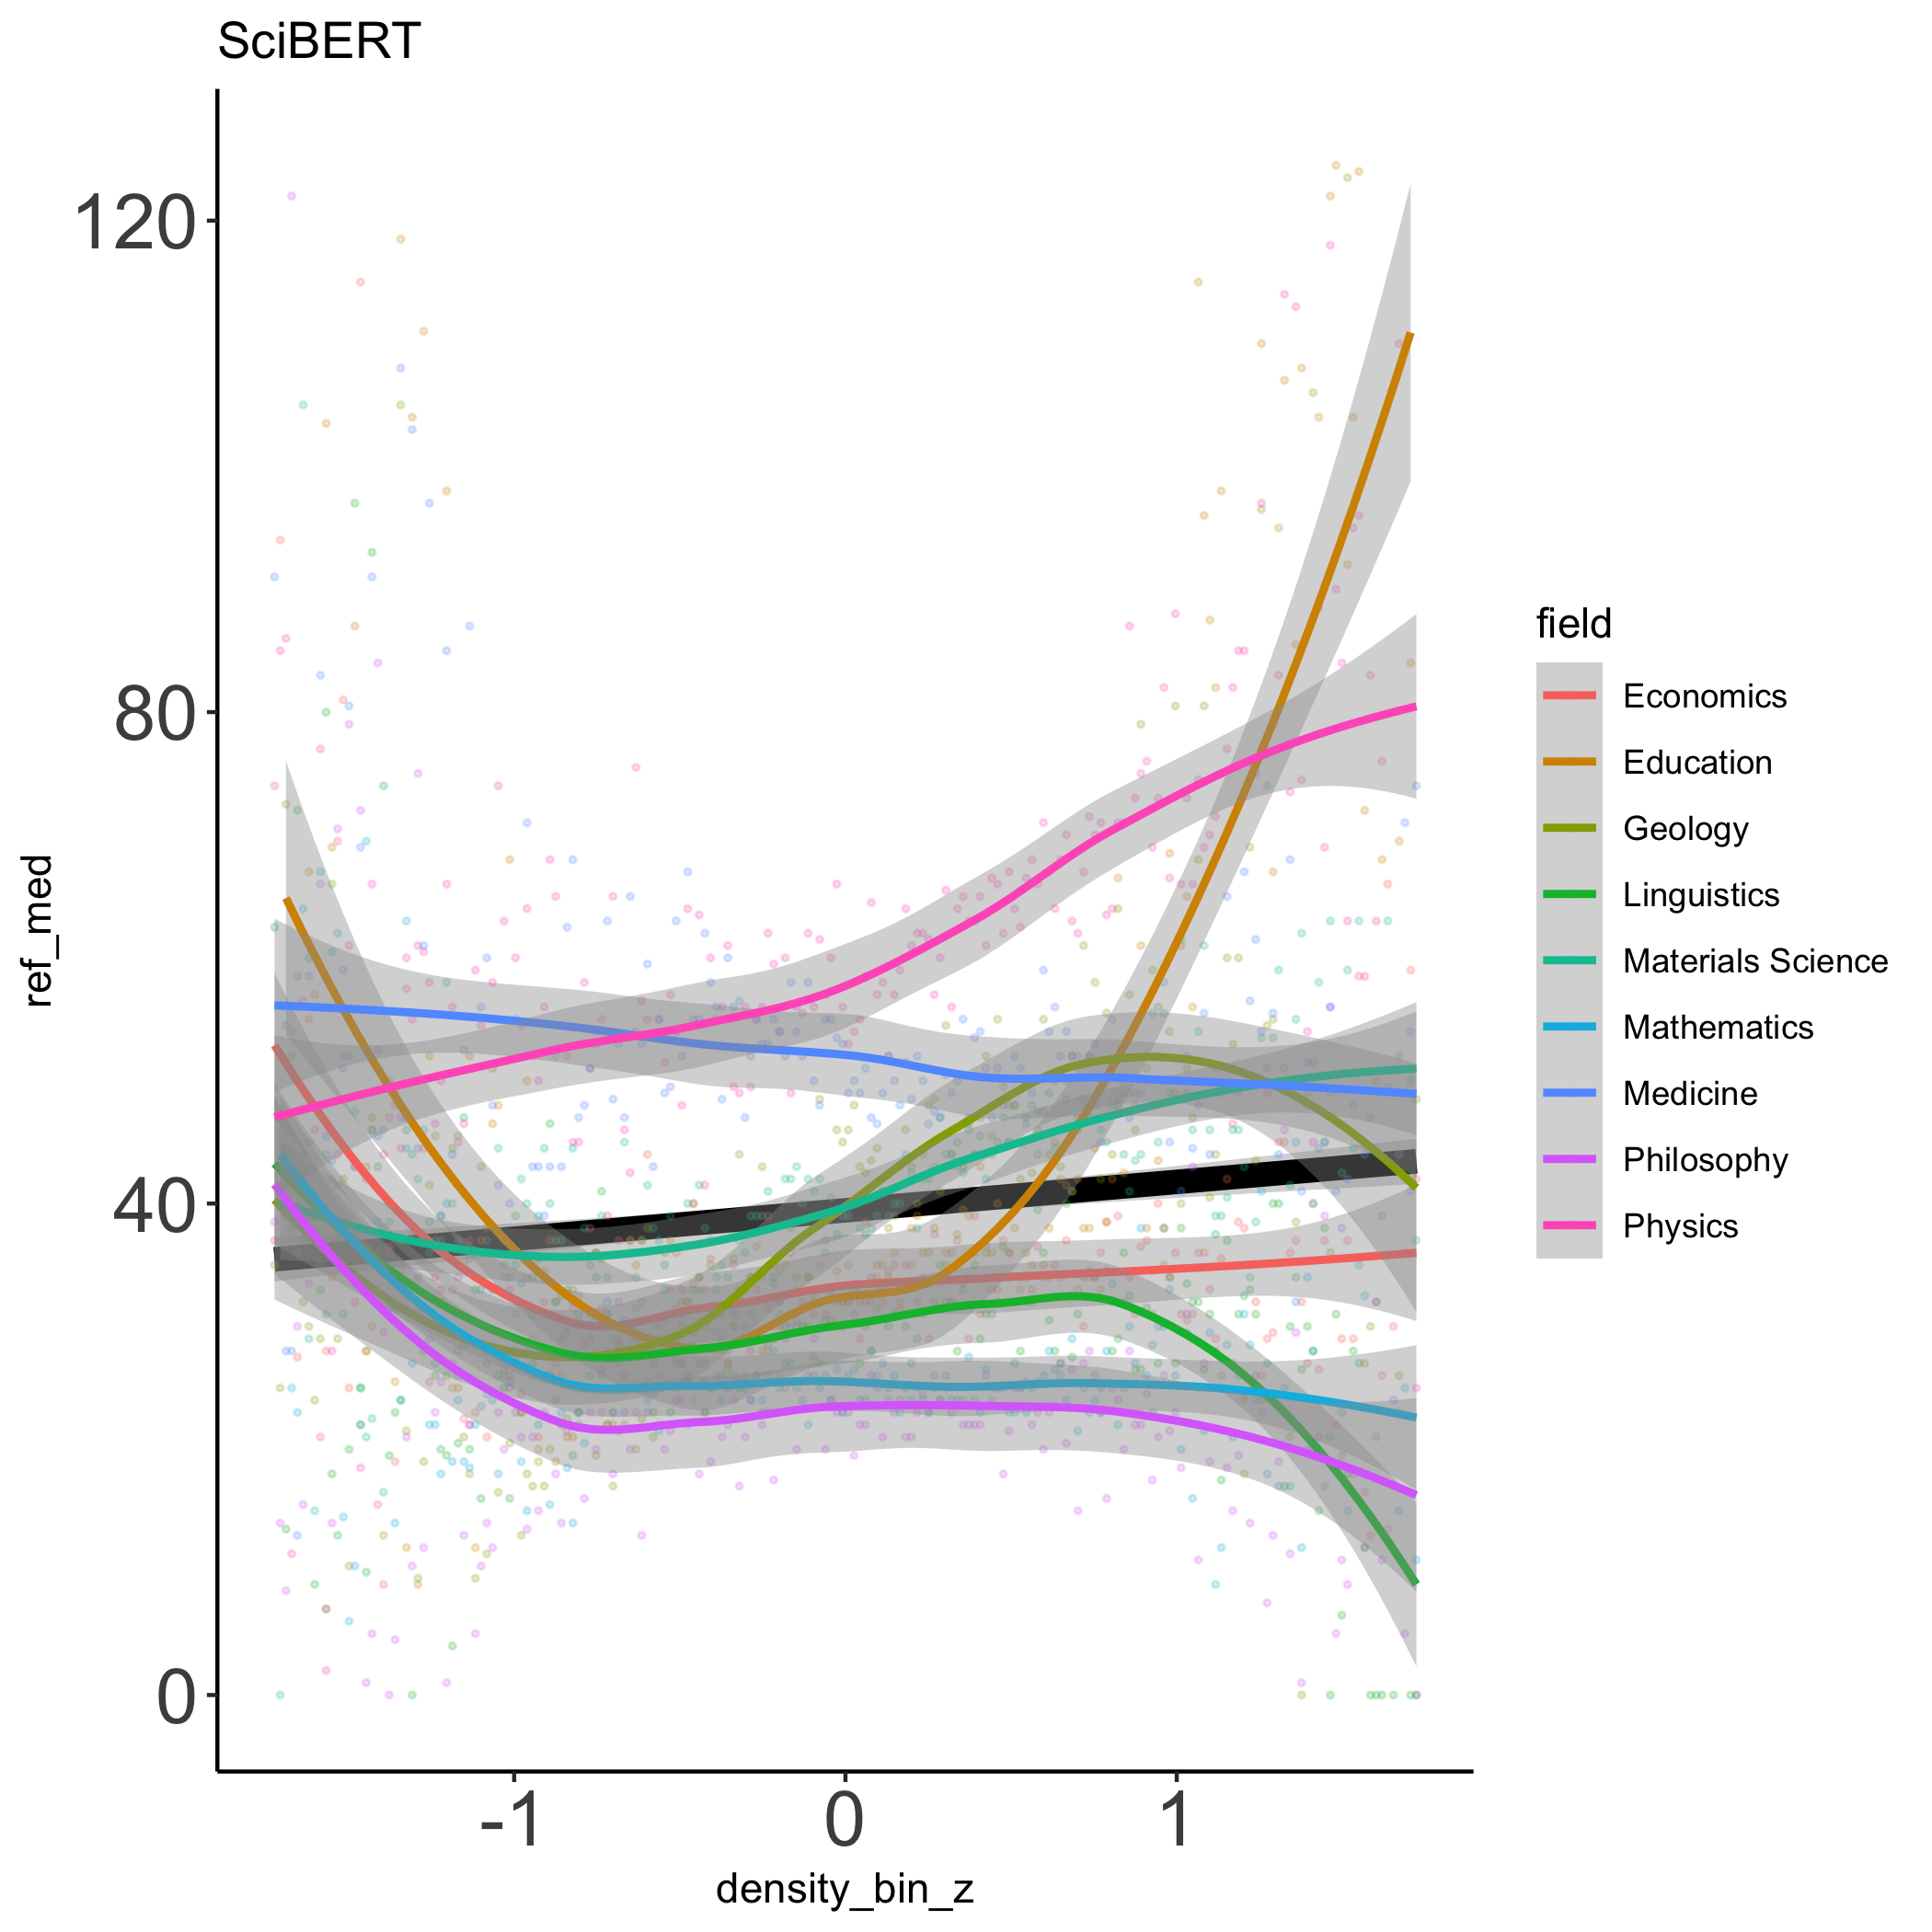 SciBERT
120
80
40
0
ref_med
-1
0
1
density_bin_z
field
Economics
Education
Geology
Linguistics
Materials Science
Mathematics
Medicine
Philosophy
Physics